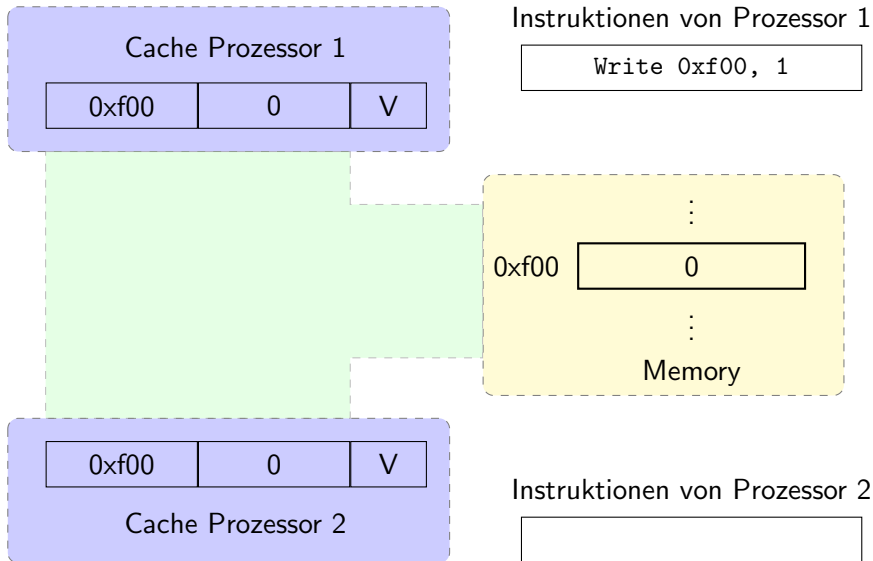 Instruktionen von Prozessor 1
Write 0xf00, 1
Cache Prozessor 1
0xf00 0 V
⋮
0xf00 0
⋮
Memory
0xf00 0 V
Cache Prozessor 2
Instruktionen von Prozessor 2